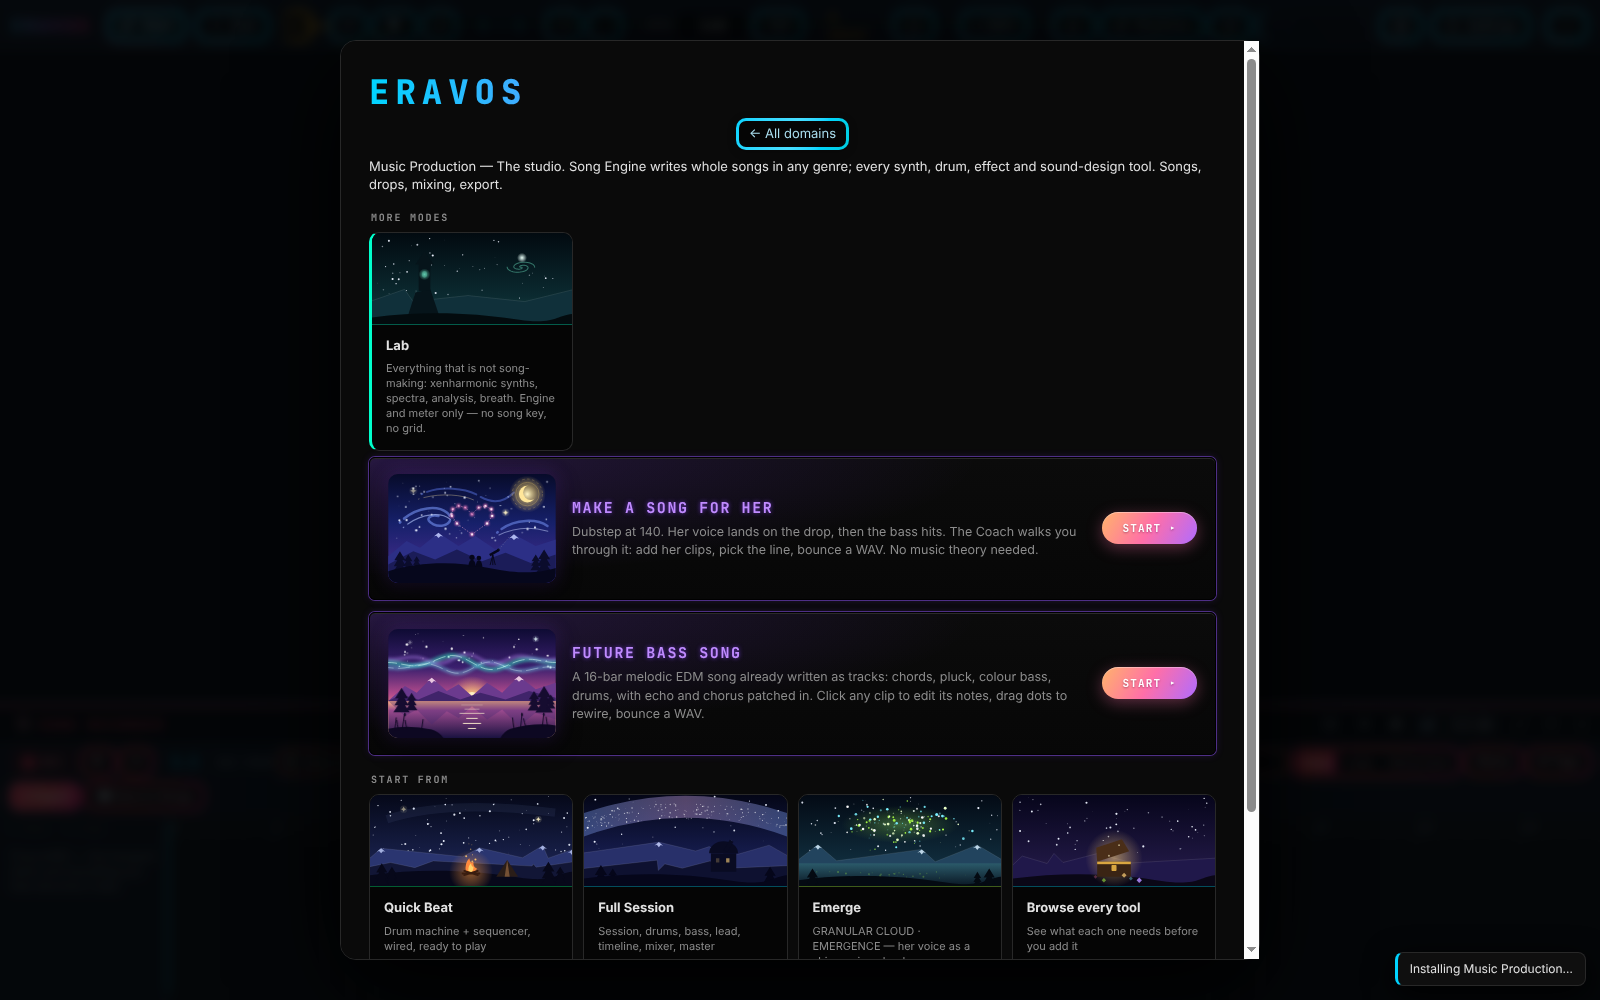 ERAVOS
← All domains
Music Production — The studio. Song Engine writes whole songs in any genre; every synth, drum, effect and sound-design tool. Songs,
drops, mixing, export.
MORE MODES
Lab
Everything that is not song-
making: xenharmonic synths,
spectra, analysis, breath. Engine
and meter only — no song key,
no grid.
MAKE A SONG FOR HER
Dubstep at 140. Her voice lands on the drop, then the bass hits. The Coach walks you
through it: add her clips, pick the line, bounce a WAV. No music theory needed.
START ▸
FUTURE BASS SONG
A 16-bar melodic EDM song already written as tracks: chords, pluck, colour bass,
drums, with echo and chorus patched in. Click any clip to edit its notes, drag dots to
rewire, bounce a WAV.
START ▸
START FROM
Quick Beat
Drum machine + sequencer,
wired, ready to play
Full Session
Session, drums, bass, lead,
timeline, mixer, master
Emerge
GRANULAR CLOUD ·
EMERGENCE — her voice as a
Browse every tool
See what each one needs before
you add it
Installing Music Production...